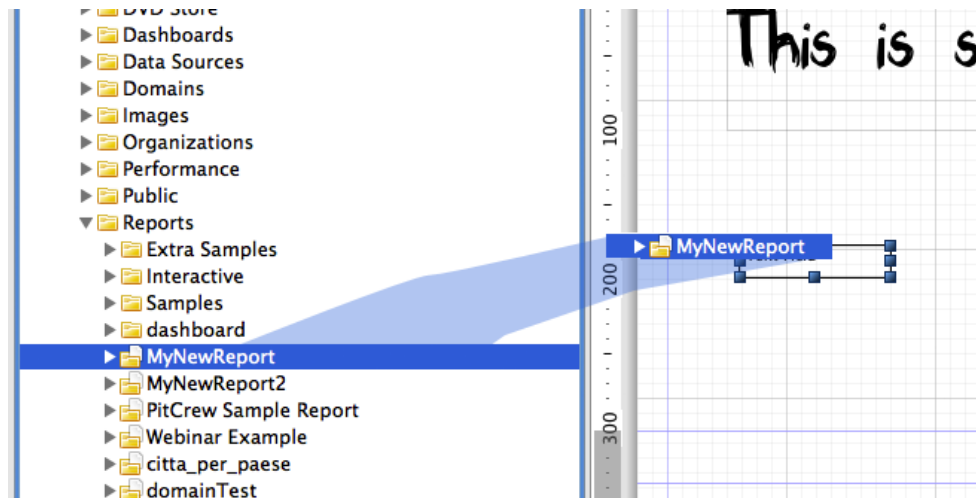 DVD Store
Dashboards
Data Sources
Domains
Images
Organizations
Performance
Public
Reports
Extra Samples
Interactive
Samples
dashboard
MyNewReport
MyNewReport2
PitCrew Sample Report
Webinar Example
citta_per_paese
domainTest
This is s
100
MyNewReport
200
300